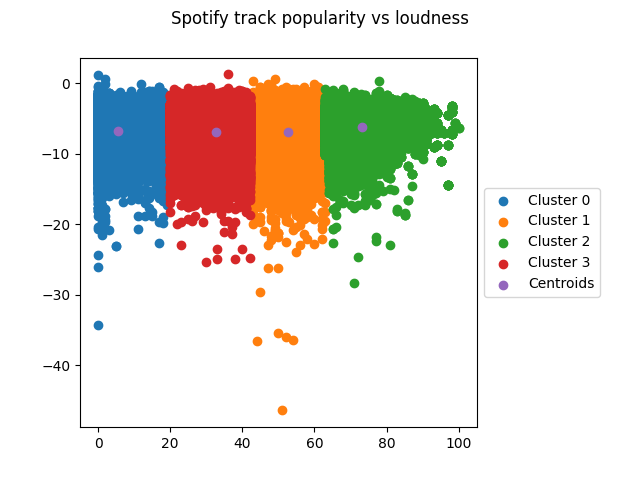 Spotify track popularity vs loudness
0
−10
−20
−30
−40
0 20 40 60 80 100
Cluster 0
Cluster 1
Cluster 2
Cluster 3
Centroids